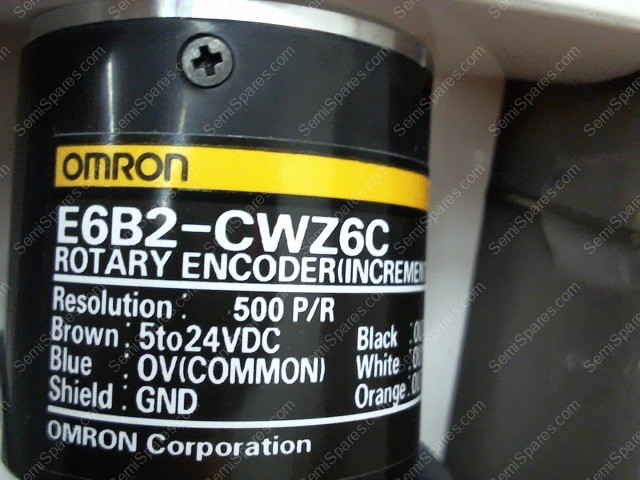 OMRON
E6B2-CWZ6C
ROTARY ENCODER(INCREMEN
Resolution : 500 P/R
Brown : 5to24VDC
Black :
Blue : 0V(COMMON)
White :
Shield : GND
Orange :
OMRON Corporation
SemiSpares.com